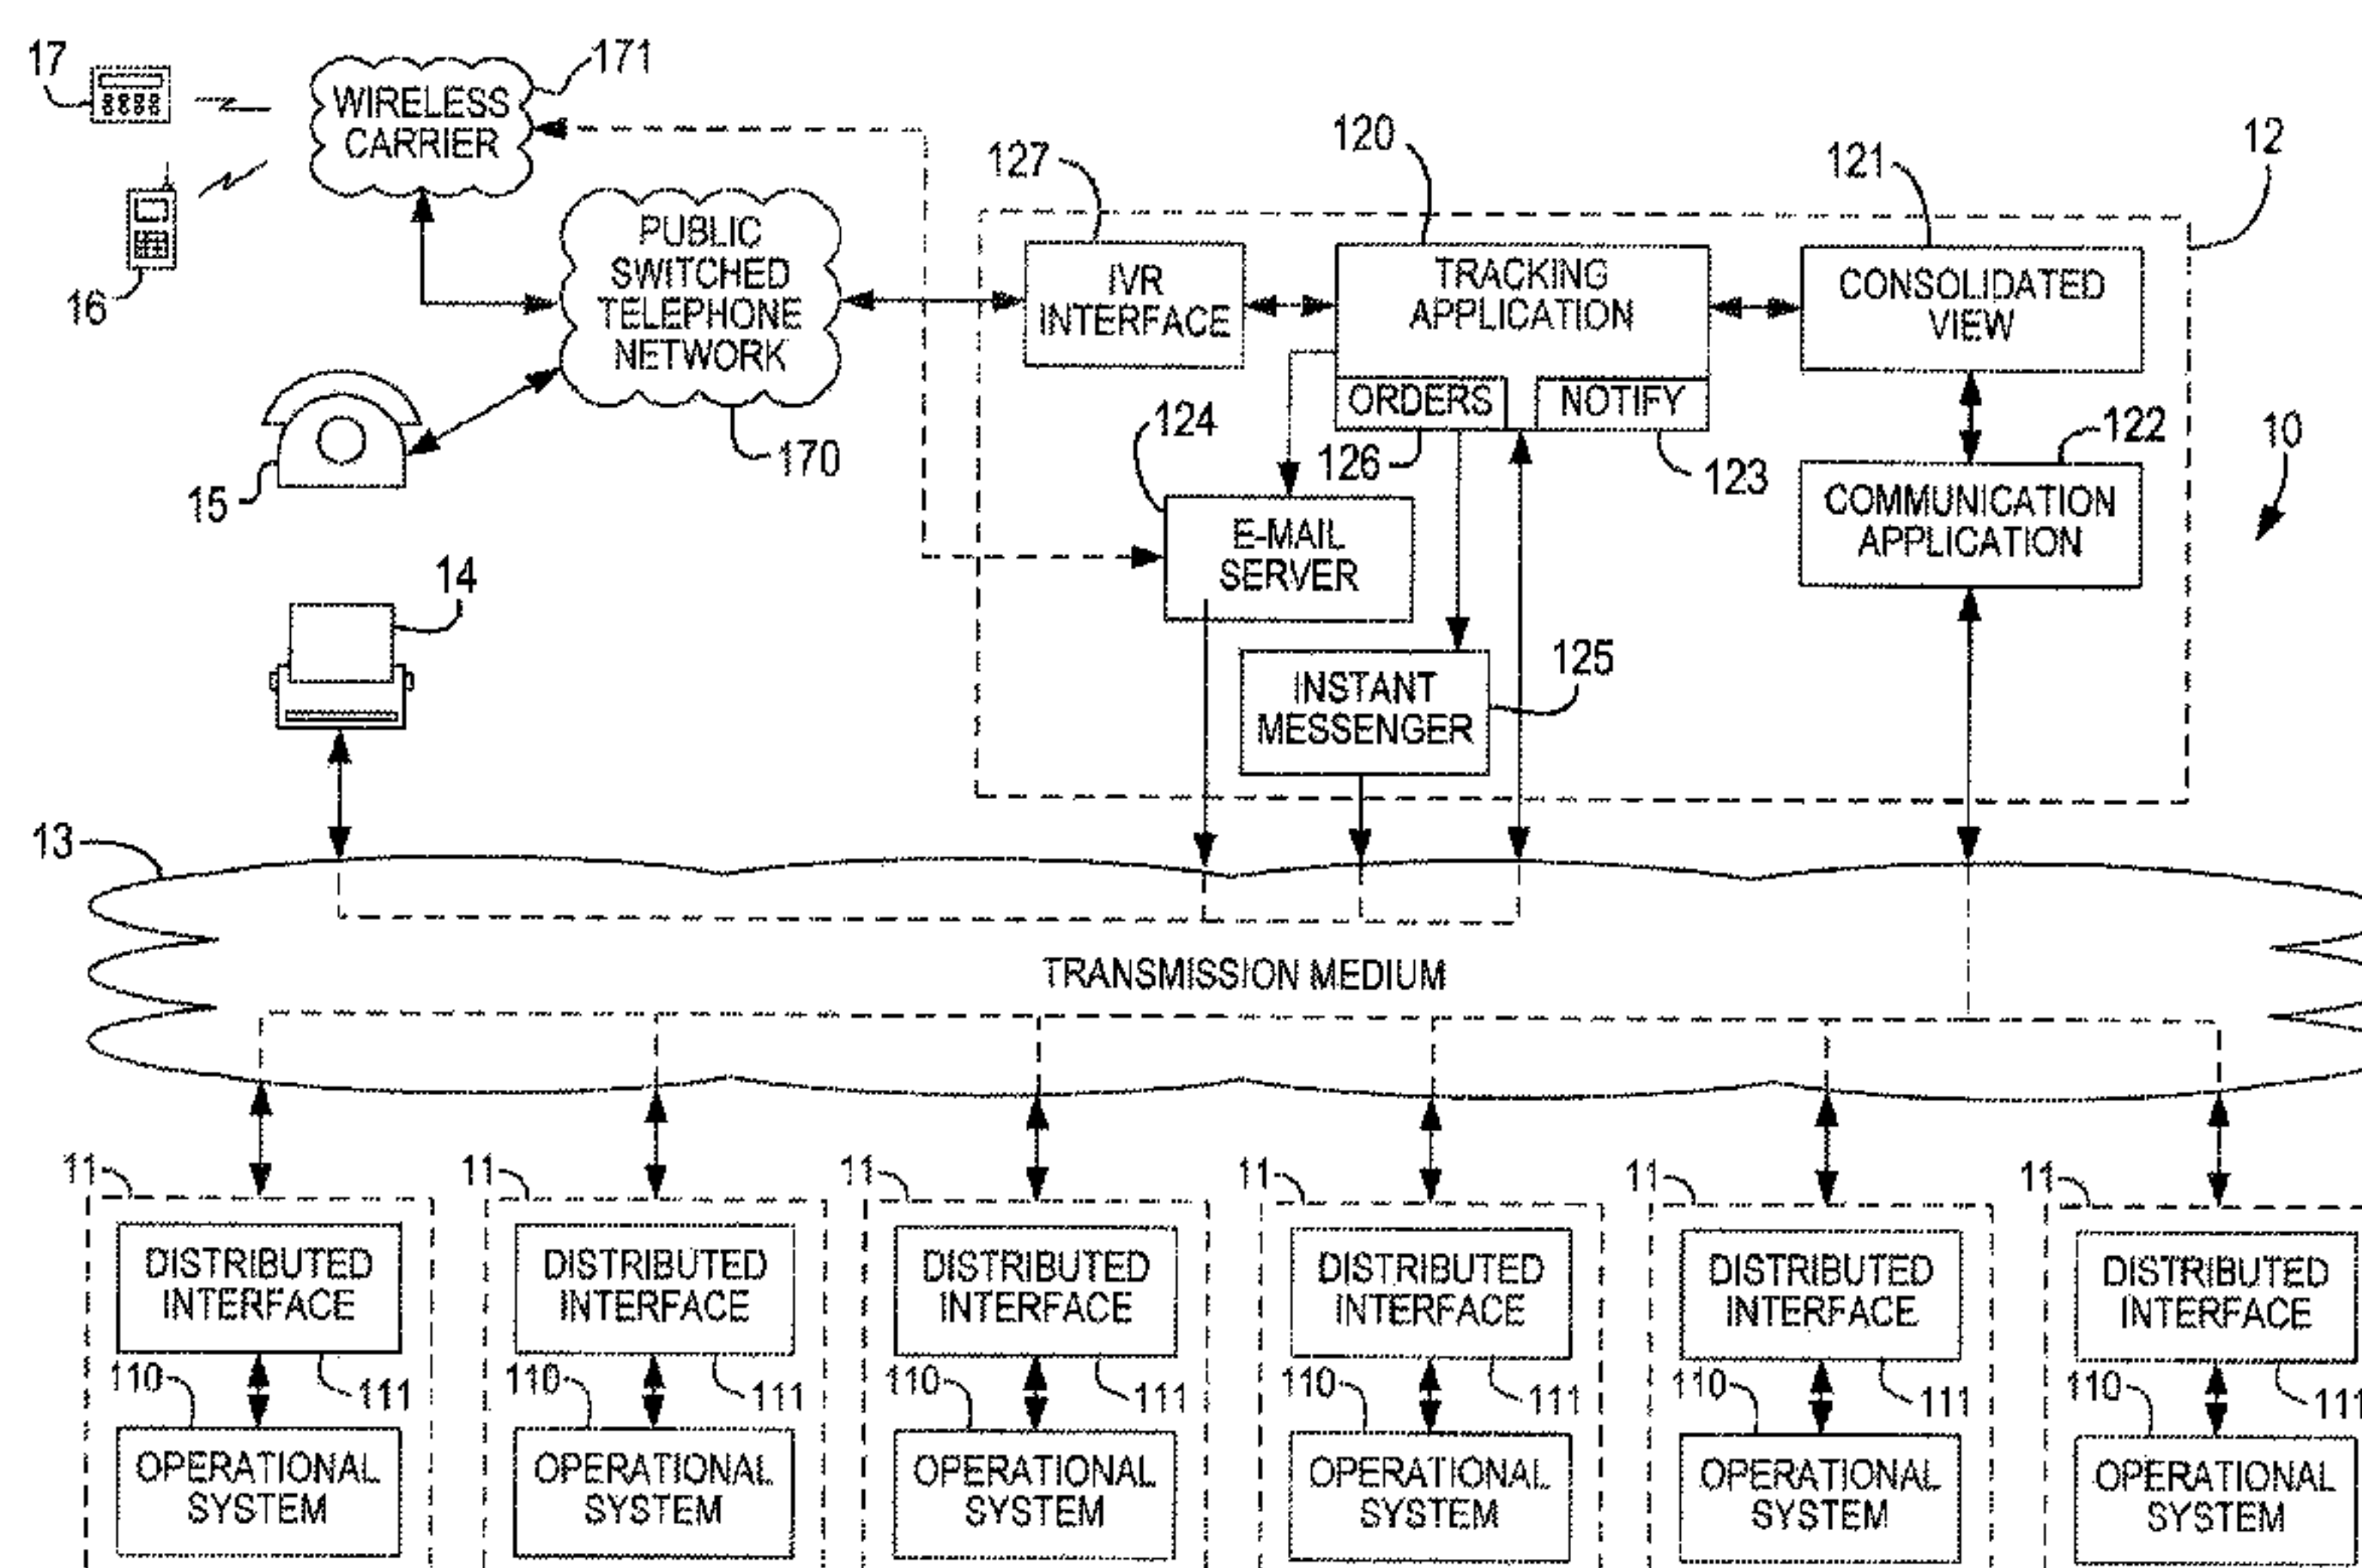 17
171
WIRELESS
CARRIER
16
PUBLIC
SWITCHED
TELEPHONE
NETWORK
170
15
14
127
120
121
12
IVR
INTERFACE
TRACKING
APPLICATION
CONSOLIDATED
VIEW
ORDERS
NOTIFY
124
126
123
122
10
E-MAIL
SERVER
COMMUNICATION
APPLICATION
INSTANT
MESSENGER
125
13
TRANSMISSION MEDIUM
11 11 11 11 11 11
DISTRIBUTED DISTRIBUTED DISTRIBUTED DISTRIBUTED DISTRIBUTED DISTRIBUTED
INTERFACE INTERFACE INTERFACE INTERFACE INTERFACE INTERFACE
110 111 110 111 110 111 110 111 110 111 110 111
OPERATIONAL OPERATIONAL OPERATIONAL OPERATIONAL OPERATIONAL OPERATIONAL
SYSTEM SYSTEM SYSTEM SYSTEM SYSTEM SYSTEM